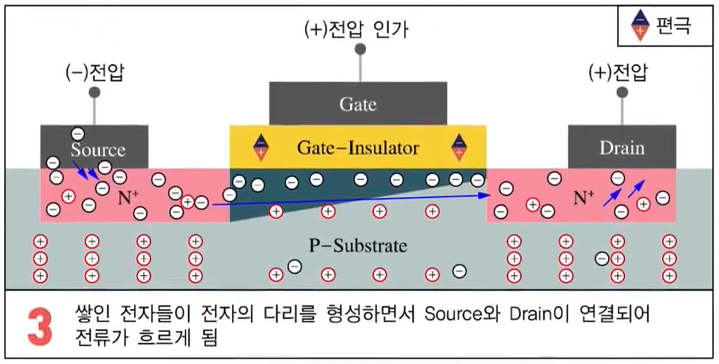 편극
(+)전압 인가
(-)전압
(+)전압
Gate
Source
Gate-Insulator
Drain
N+
N+
P-Substrate
3
쌓인 전자들이 전자의 다리를 형성하면서 Source와 Drain이 연결되어
전류가 흐르게 됨